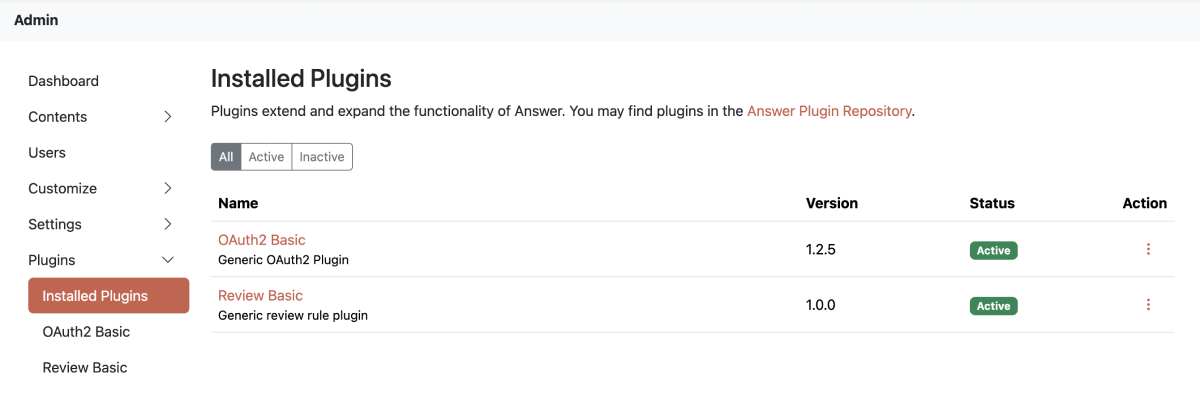 Admin
Dashboard
Contents
Users
Customize
Settings
Plugins
Installed Plugins
OAuth2 Basic
Review Basic
Installed Plugins
Plugins extend and expand the functionality of Answer. You may find plugins in the Answer Plugin Repository.
All Active Inactive
Name Version Status Action
OAuth2 Basic 1.2.5 Active
Generic OAuth2 Plugin
Review Basic 1.0.0 Active
Generic review rule plugin